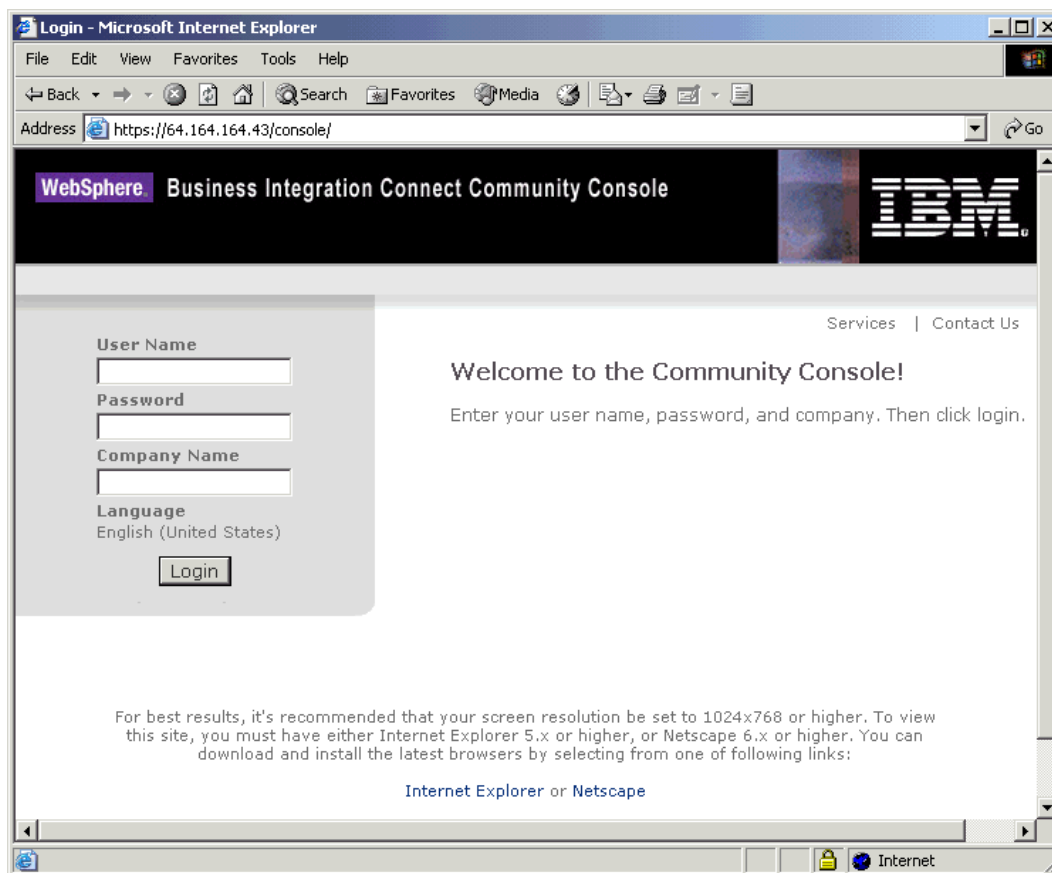 Login - Microsoft Internet Explorer
File Edit View Favorites Tools Help
Back Search Favorites Media
Address https://64.164.164.43/console/ Go
WebSphere. Business Integration Connect Community Console
IBM.
Services | Contact Us
User Name
Welcome to the Community Console!
Password
Enter your user name, password, and company. Then click login.
Company Name
Language
English (United States)
Login
For best results, it's recommended that your screen resolution be set to 1024x768 or higher. To view
this site, you must have either Internet Explorer 5.x or higher, or Netscape 6.x or higher. You can
download and install the latest browsers by selecting from one of following links:
Internet Explorer or Netscape
Internet